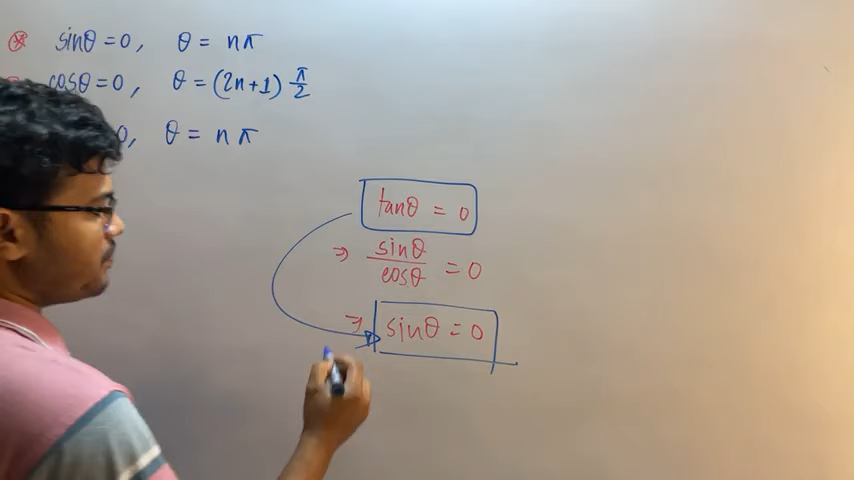 sinθ = 0, θ = nπ
cosθ = 0, θ = (2n+1) π/2
0, θ = nπ
tanθ = 0
⇒ sinθ/cosθ = 0
⇒ sinθ = 0